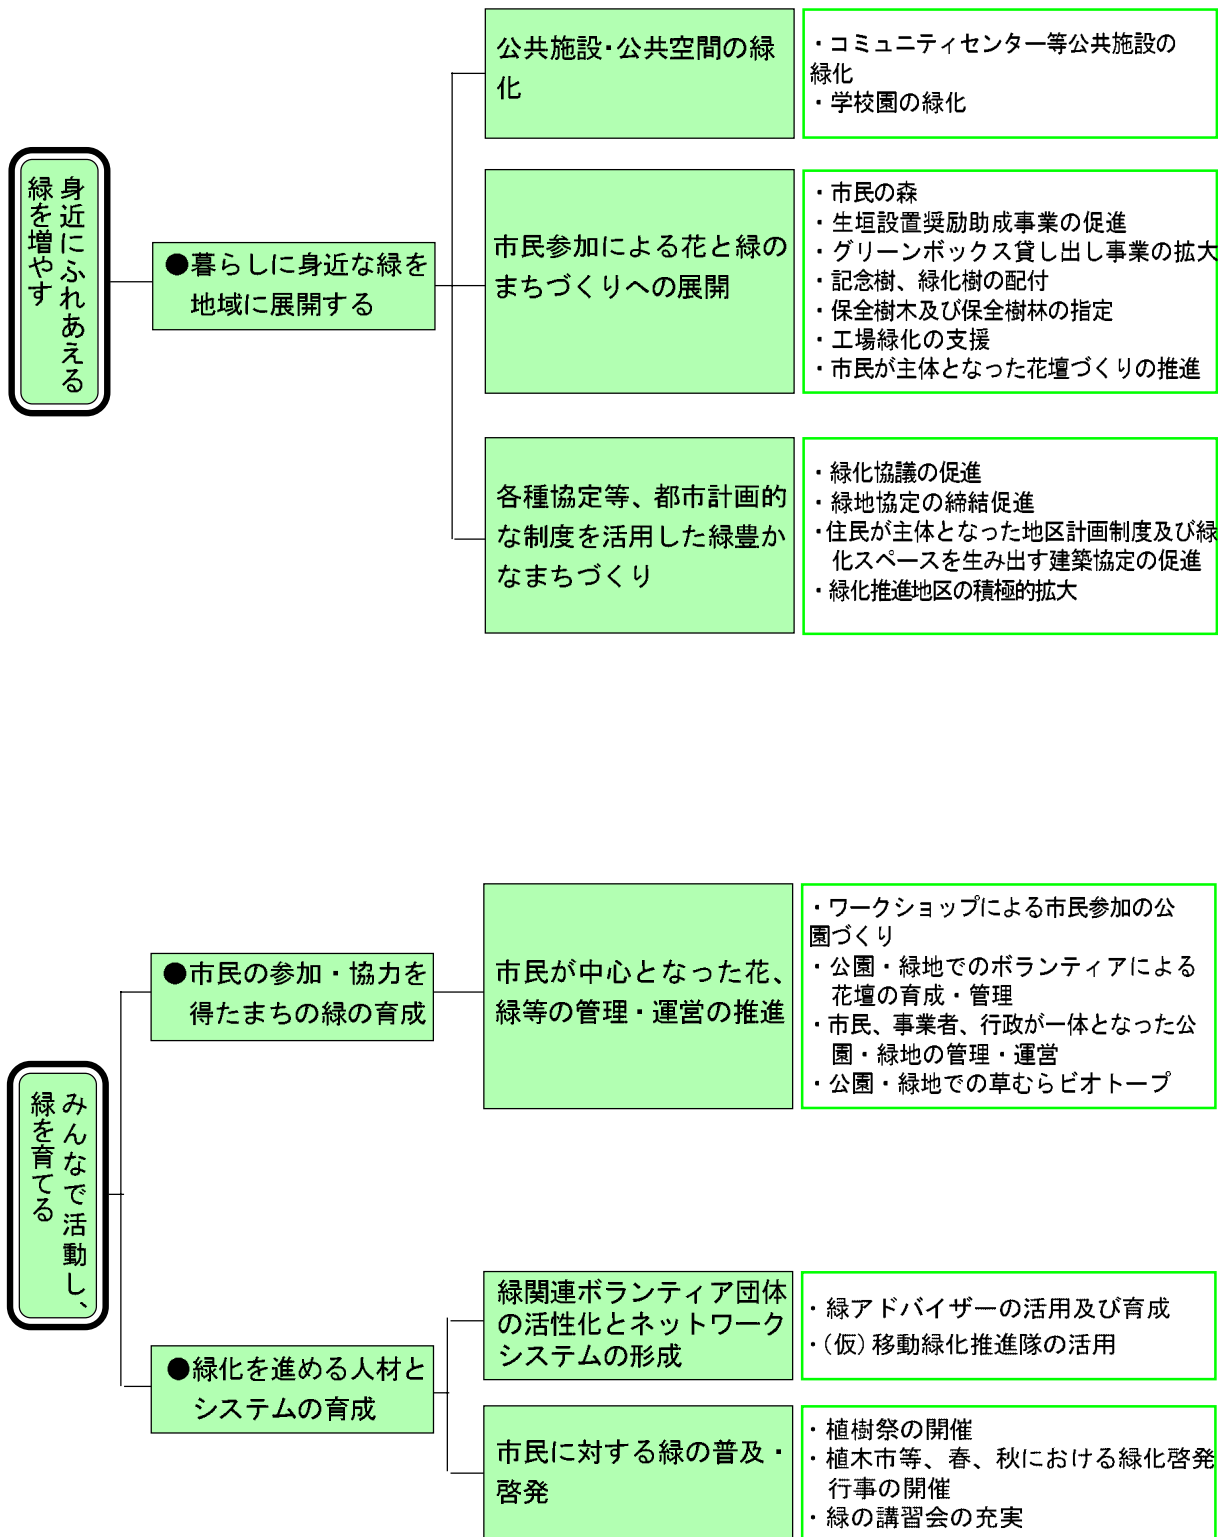 身近にふれあえる
緑を増やす
●暮らしに身近な緑を
地域に展開する
公共施設・公共空間の緑
化
・コミュニティセンター等公共施設の
緑化
・学校園の緑化
市民参加による花と緑の
まちづくりへの展開
・市民の森
・生垣設置奨励助成事業の促進
・グリーンボックス貸し出し事業の拡大
・記念樹、緑化樹の配付
・保全樹木及び保全樹林の指定
・工場緑化の支援
・市民が主体となった花壇づくりの推進
各種協定等、都市計画的
な制度を活用した緑豊か
なまちづくり
・緑化協議の促進
・緑地協定の締結促進
・住民が主体となった地区計画制度及び緑
化スペースを生み出す建築協定の促進
・緑化推進地区の積極的拡大
みんなで活動し、
緑を育てる
●市民の参加・協力を
得たまちの緑の育成
市民が中心となった花、
緑等の管理・運営の推進
・ワークショップによる市民参加の公
園づくり
・公園・緑地でのボランティアによる
花壇の育成・管理
・市民、事業者、行政が一体となった公
園・緑地の管理・運営
・公園・緑地での草むらビオトープ
●緑化を進める人材と
システムの育成
緑関連ボランティア団体
の活性化とネットワーク
システムの形成
・緑アドバイザーの活用及び育成
・(仮)移動緑化推進隊の活用
市民に対する緑の普及・
啓発
・植樹祭の開催
・植木市等、春、秋における緑化啓発
行事の開催
・緑の講習会の充実